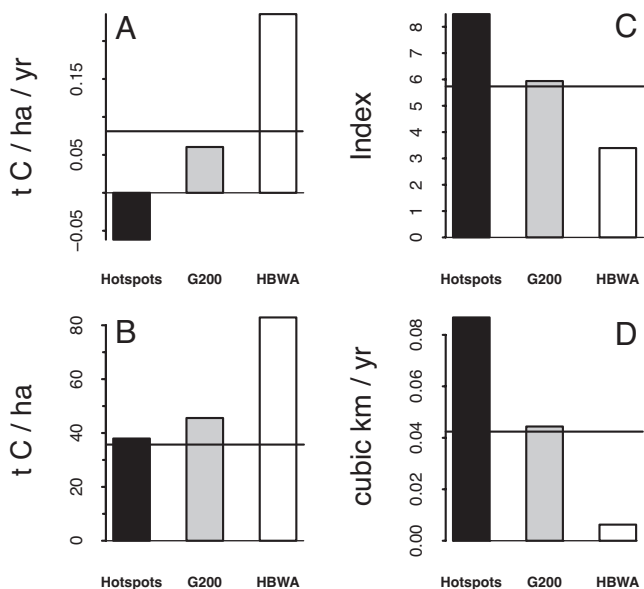 A
t C / ha / yr
0.15
0.05
−0.05
Hotspots G200 HBWA
C
Index
8
7
6
5
4
3
2
1
0
Hotspots G200 HBWA
B
t C / ha
80
60
40
20
0
Hotspots G200 HBWA
D
cubic km / yr
0.08
0.06
0.04
0.02
0.00
Hotspots G200 HBWA